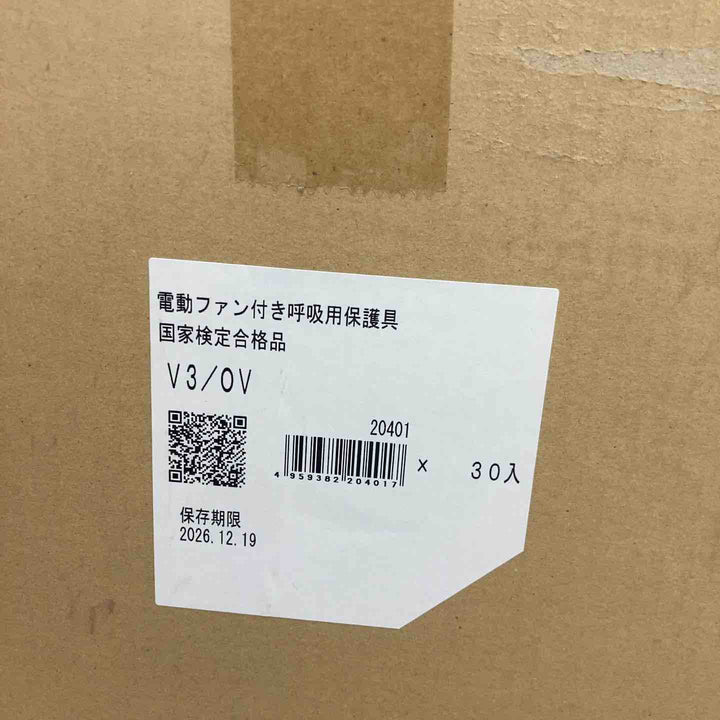 電動ファン付き呼吸用保護具
国家検定合格品
V3/OV
20401
4 959382 204017
× 30入
保存期限
2026.12.19